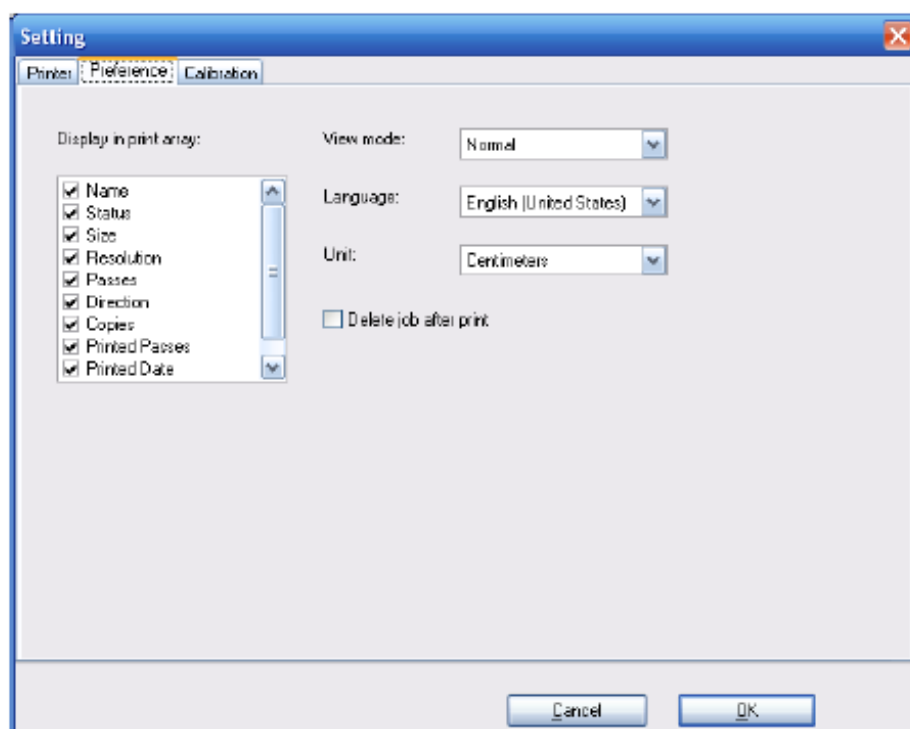 Setting
Printer Preference Calibration
Display in print array:
Name
Status
Size
Resolution
Passes
Direction
Copies
Printed Passes
Printed Date
View mode: Normal
Language: English (United States)
Unit: Centimeters
Delete job after print
Cancel OK